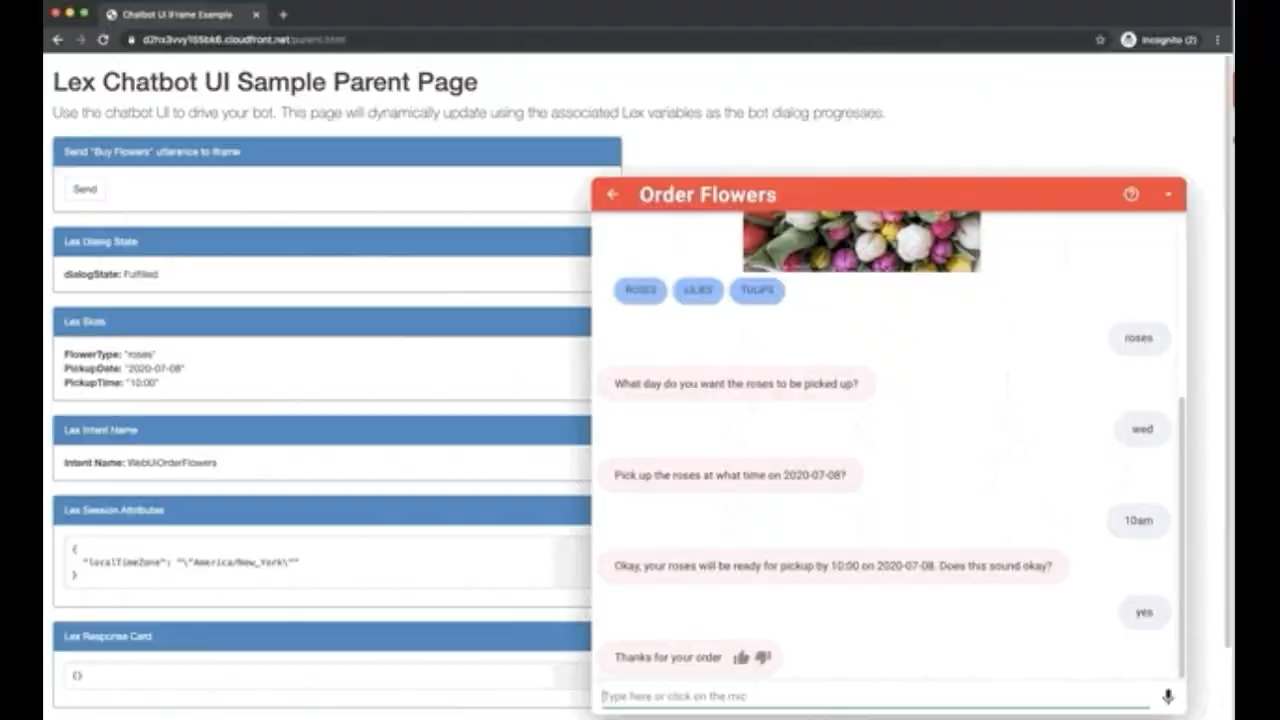 Chatbot UI iFrame Example
d2hx3vvy165bk6.cloudfront.net/parent.html
Incognito (2)
Lex Chatbot UI Sample Parent Page
Use the chatbot UI to drive your bot. This page will dynamically update using the associated Lex variables as the bot dialog progresses.
Send "Buy Flowers" utterance to iframe
Send
Lex Dialog State
dialogState: Fulfilled
Lex Slots
FlowerType: "roses"
PickupDate: "2020-07-08"
PickupTime: "10:00"
Lex Intent Name
Intent Name: WebUiOrderFlowers
Lex Session Attributes
{
"localTimeZone": "\"America/New_York\""
}
Lex Response Card
{}
Order Flowers
ROSES LILIES TULIPS
roses
What day do you want the roses to be picked up?
wed
Pick up the roses at what time on 2020-07-08?
10am
Okay, your roses will be ready for pickup by 10:00 on 2020-07-08. Does this sound okay?
yes
Thanks for your order
Type here or click on the mic